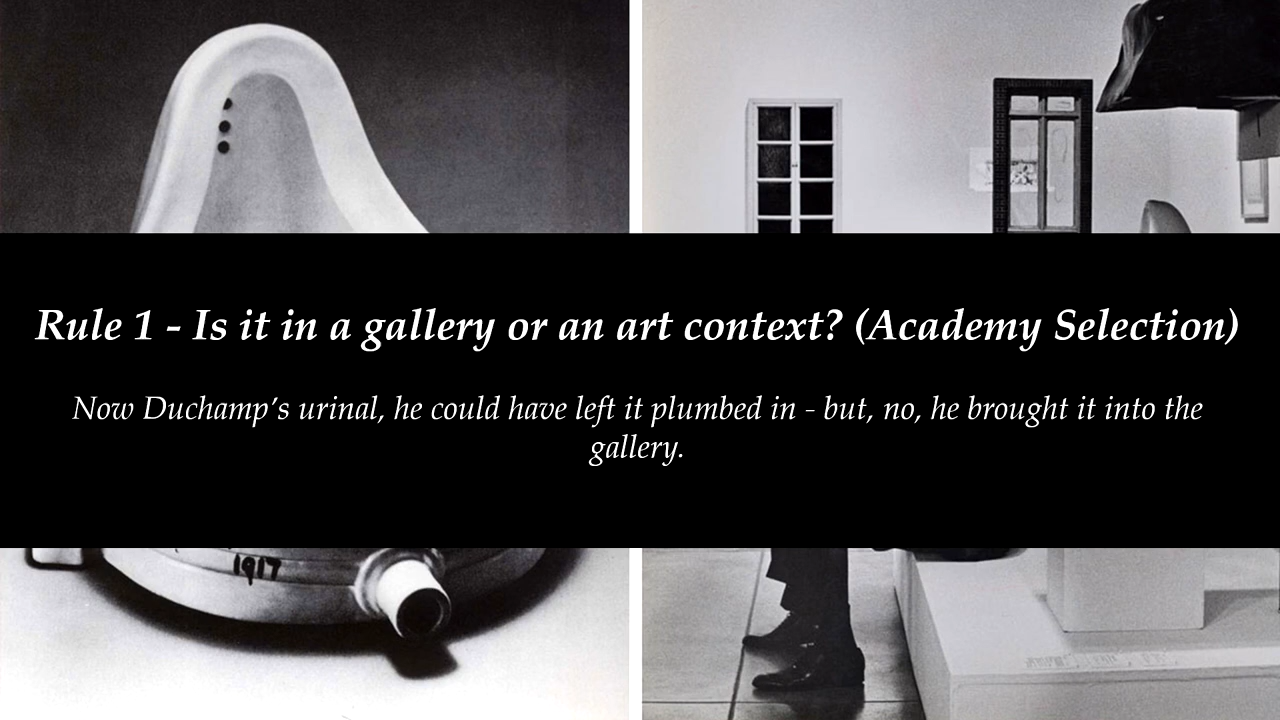 Rule 1 - Is it in a gallery or an art context? (Academy Selection)
Now Duchamp’s urinal, he could have left it plumbed in - but, no, he brought it into the
gallery.
1917